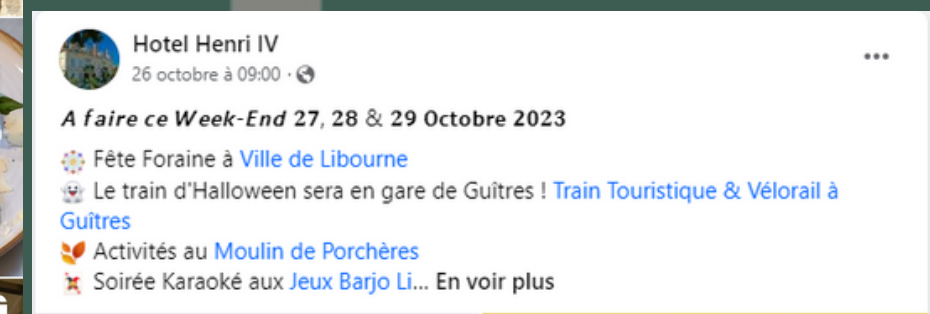 Hotel Henri IV
26 octobre à 09:00 ·
A faire ce Week-End 27, 28 & 29 Octobre 2023
Fête Foraine à Ville de Libourne
Le train d'Halloween sera en gare de Guîtres ! Train Touristique & Vélorail à
Guîtres
Activités au Moulin de Porchères
Soirée Karaoké aux Jeux Barjo Li... En voir plus